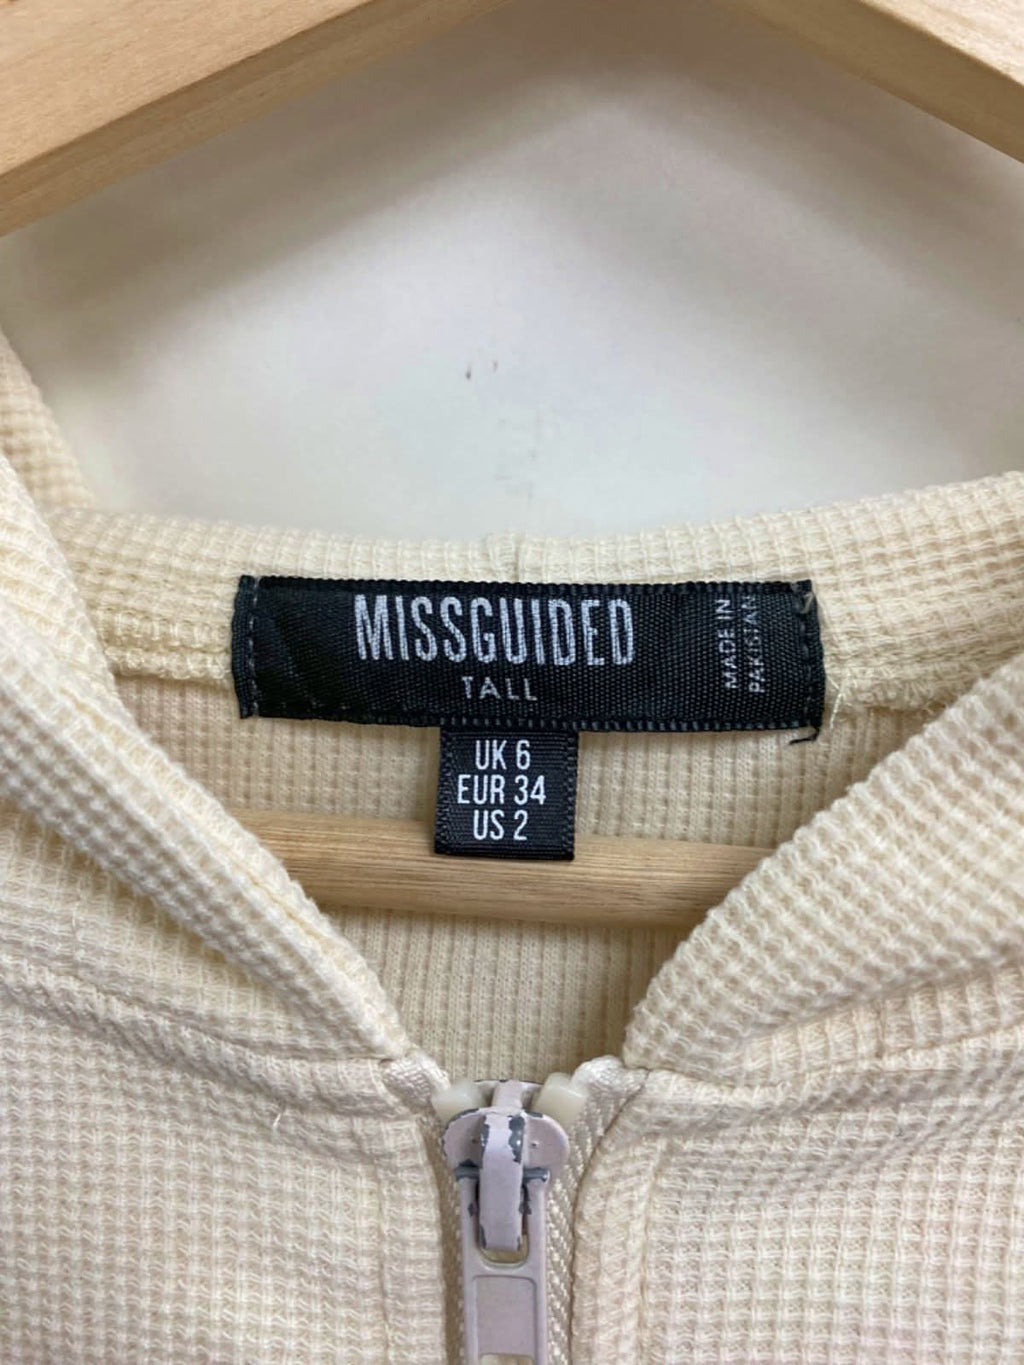 MISSGUIDED
TALL
MADE IN
PAKISTAN
UK 6
EUR 34
US 2